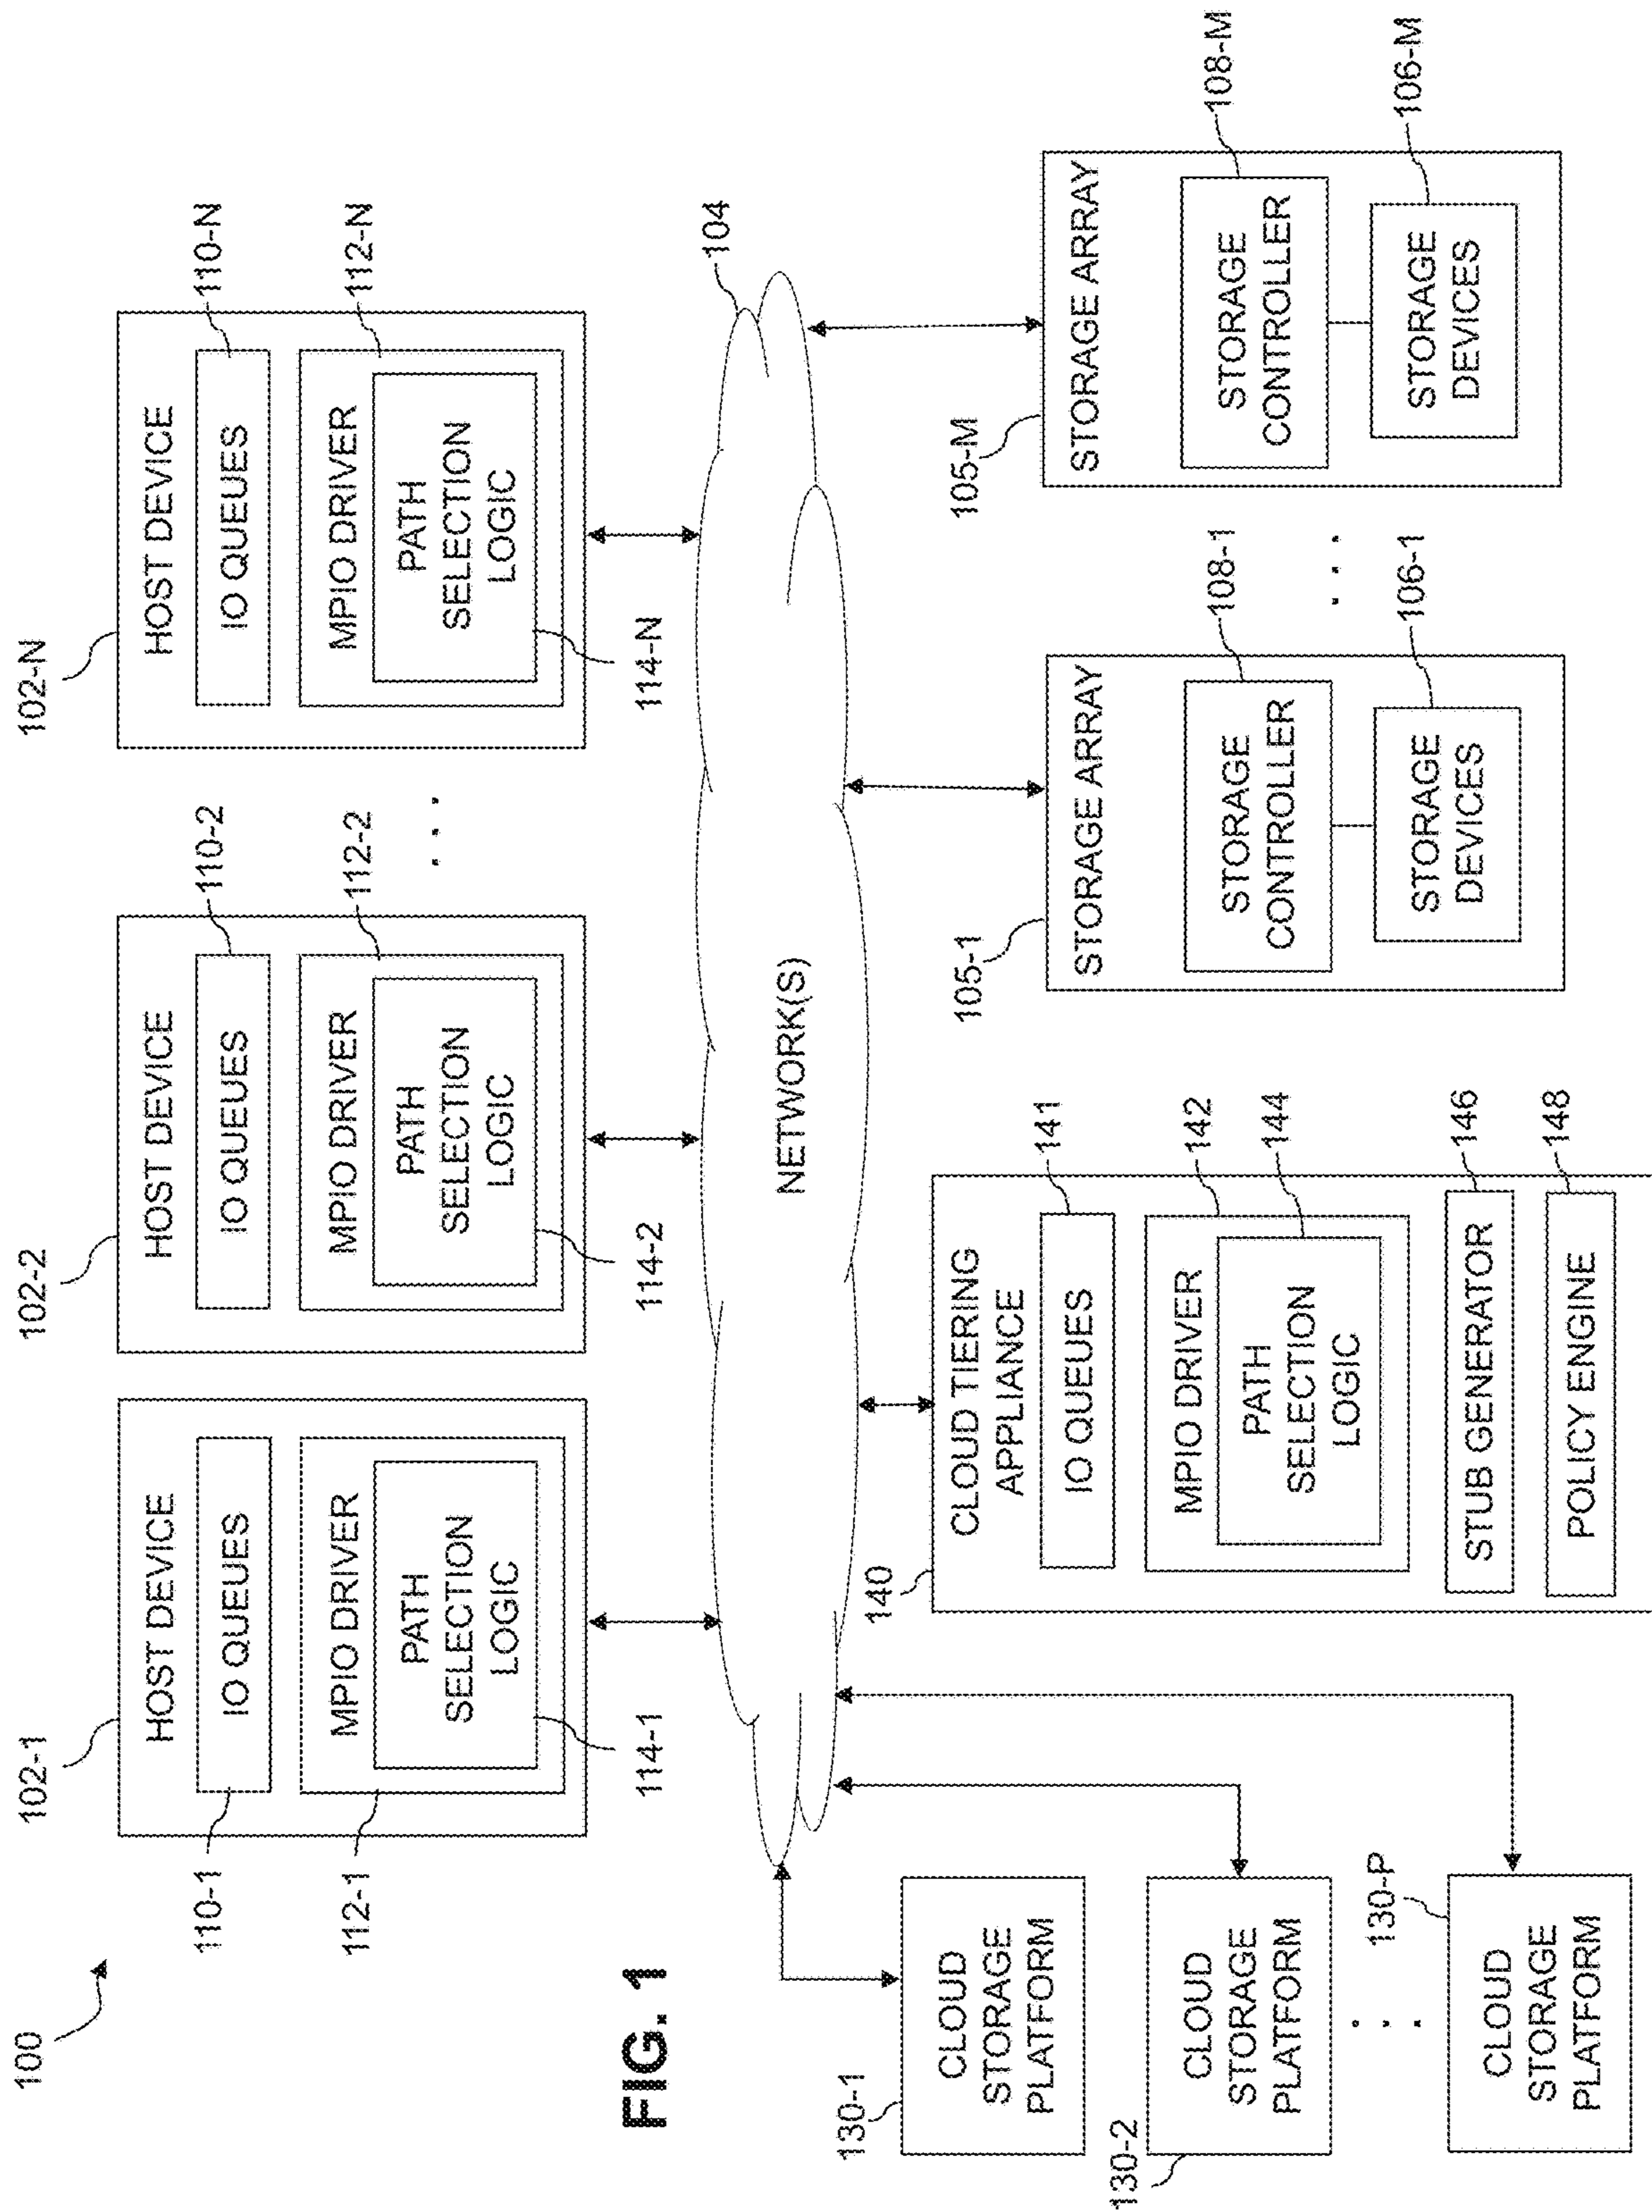 100
102-1
HOST DEVICE
110-1
IO QUEUES
112-1
MPIO DRIVER
PATH
SELECTION
LOGIC
114-1
102-2
HOST DEVICE
110-2
IO QUEUES
112-2
MPIO DRIVER
PATH
SELECTION
LOGIC
114-2
. . .
102-N
HOST DEVICE
110-N
IO QUEUES
112-N
MPIO DRIVER
PATH
SELECTION
LOGIC
114-N
FIG. 1
NETWORK(S)
104
130-1
CLOUD
STORAGE
PLATFORM
130-2
CLOUD
STORAGE
PLATFORM
. . .
130-P
CLOUD
STORAGE
PLATFORM
140
CLOUD TIERING
APPLIANCE
141
IO QUEUES
142
MPIO DRIVER
144
PATH
SELECTION
LOGIC
146
STUB GENERATOR
148
POLICY ENGINE
105-1
STORAGE ARRAY
108-1
STORAGE
CONTROLLER
106-1
STORAGE
DEVICES
. . .
105-M
STORAGE ARRAY
108-M
STORAGE
CONTROLLER
106-M
STORAGE
DEVICES